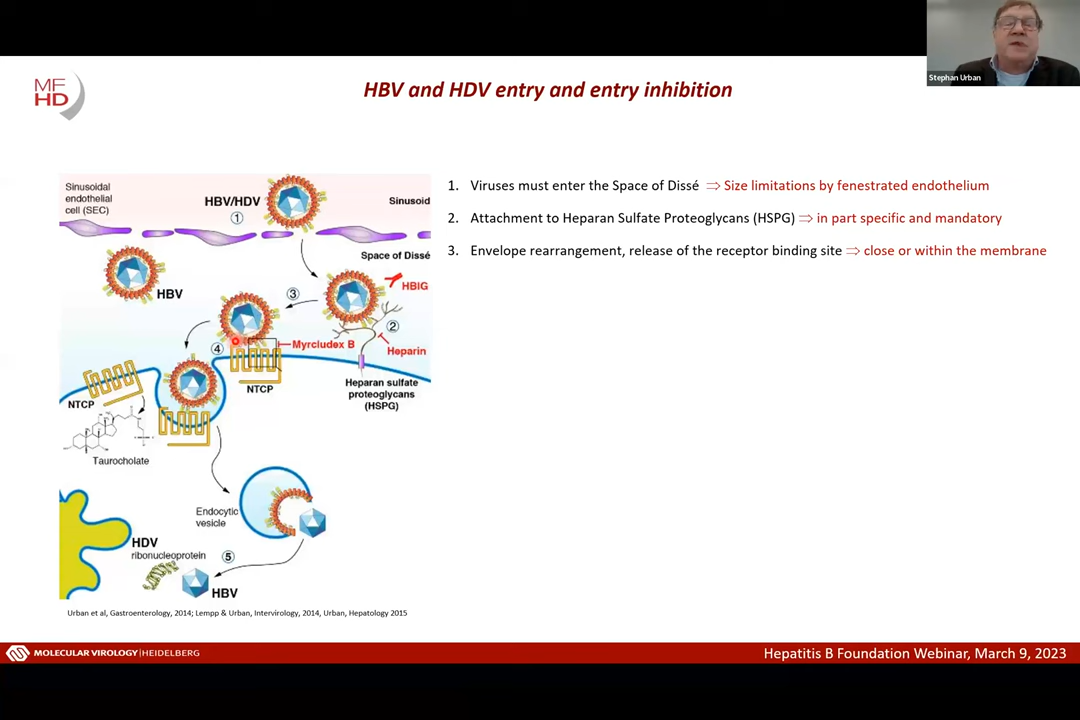 Stephan Urban
MF
HD
HBV and HDV entry and entry inhibition
Sinusoidal
endothelial
cell (SEC)
HBV/HDV
1
Sinusoid
Space of Dissé
HBV
HBIG
3
2
4
Myrcludex B
Heparin
NTCP
Heparan sulfate
proteoglycans
(HSPG)
NTCP
Taurocholate
Endocytic
vesicle
HDV
ribonucleoprotein
5
HBV
Urban et al, Gastroenterology, 2014; Lempp & Urban, Intervirology, 2014, Urban, Hepatology 2015
1. Viruses must enter the Space of Dissé ⇒ Size limitations by fenestrated endothelium
2. Attachment to Heparan Sulfate Proteoglycans (HSPG) ⇒ in part specific and mandatory
3. Envelope rearrangement, release of the receptor binding site ⇒ close or within the membrane
MOLECULAR VIROLOGY|HEIDELBERG
Hepatitis B Foundation Webinar, March 9, 2023